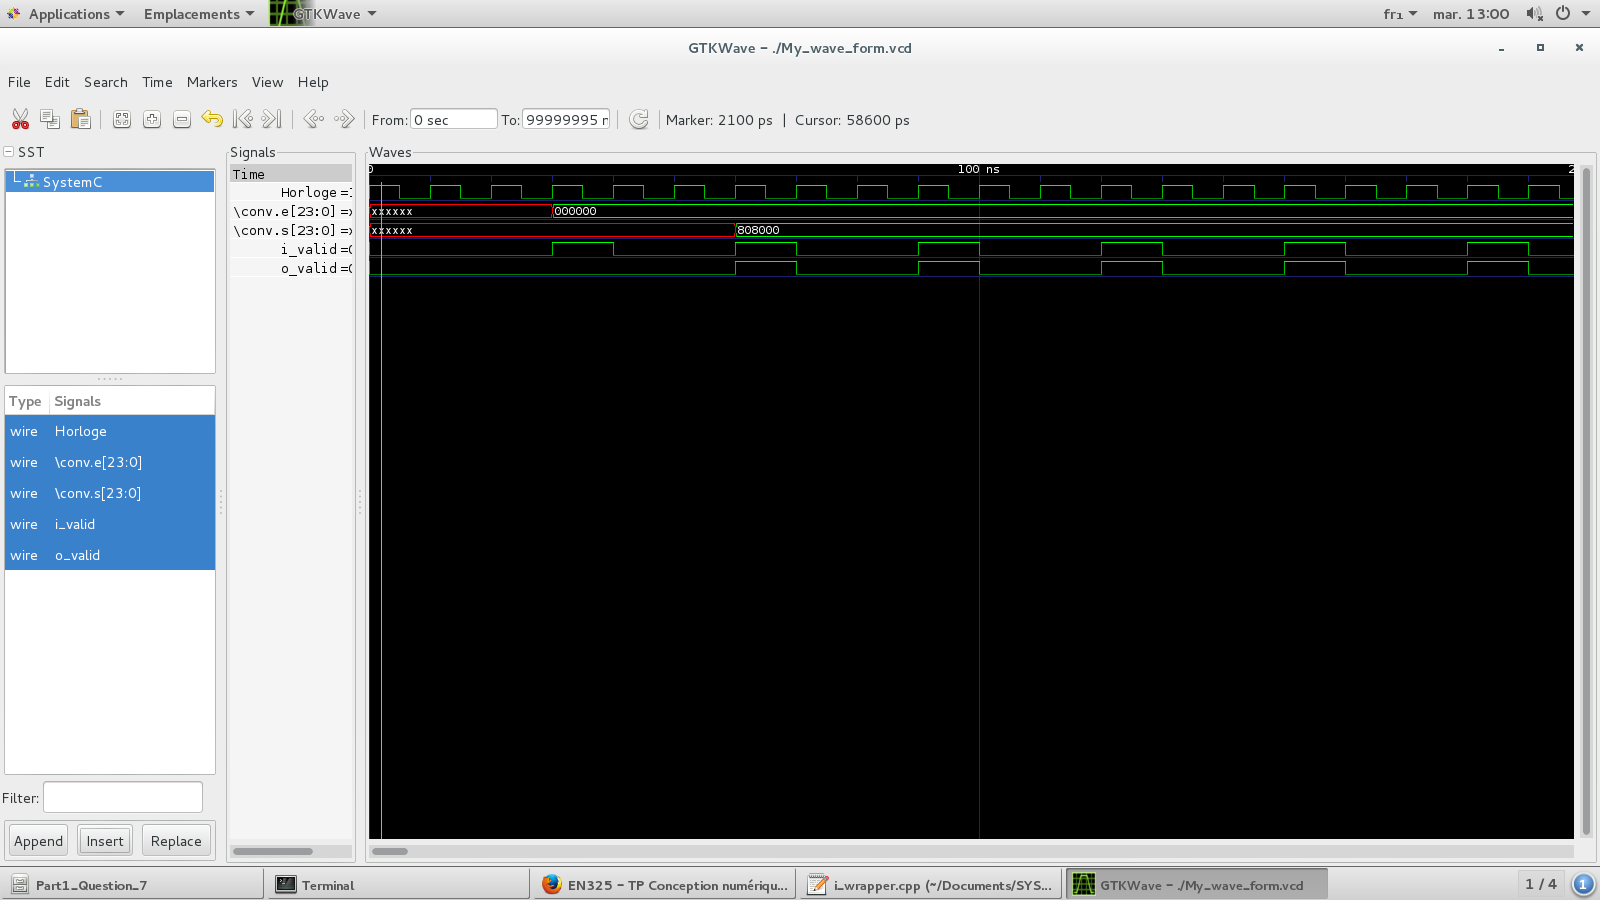 Applications Emplacements GTKWave fr₁ mar. 13:00
GTKWave – ./My_wave_form.vcd
File Edit Search Time Markers View Help
From: 0 sec To: 99999995 r Marker: 2100 ps | Cursor: 58600 ps
SST
SystemC
Type Signals
wire Horloge
wire \conv.e[23:0]
wire \conv.s[23:0]
wire i_valid
wire o_valid
Filter:
Append Insert Replace
Signals
Time
Horloge =
\conv.e[23:0] =
\conv.s[23:0] =
i_valid =
o_valid =
Waves
0 100 ns 2
xxxxxx 000000
xxxxxx 808000
Part1_Question_7 Terminal EN325 – TP Conception numériqu... i_wrapper.cpp (~/Documents/SYS... GTKWave – ./My_wave_form.vcd 1 / 4 1